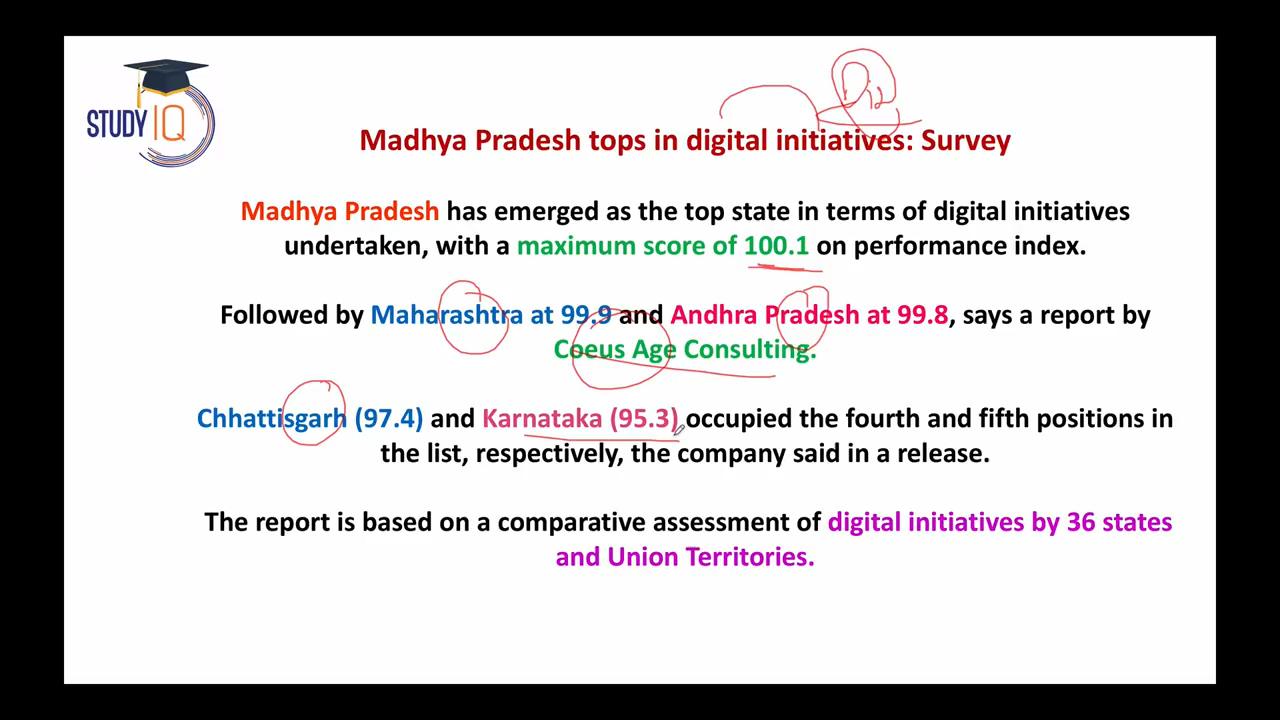 STUDY IQ
Madhya Pradesh tops in digital initiatives: Survey
Madhya Pradesh has emerged as the top state in terms of digital initiatives
undertaken, with a maximum score of 100.1 on performance index.
Followed by Maharashtra at 99.9 and Andhra Pradesh at 99.8, says a report by
Coeus Age Consulting.
Chhattisgarh (97.4) and Karnataka (95.3) occupied the fourth and fifth positions in
the list, respectively, the company said in a release.
The report is based on a comparative assessment of digital initiatives by 36 states
and Union Territories.